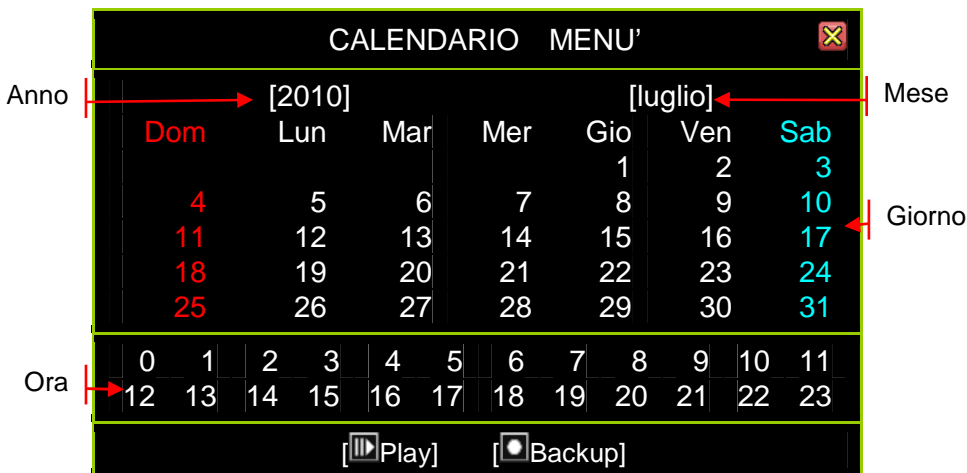 CALENDARIO MENU'
Anno [2010] [luglio] Mese
Dom Lun Mar Mer Gio Ven Sab
1 2 3
4 5 6 7 8 9 10
Giorno
11 12 13 14 15 16 17
18 19 20 21 22 23 24
25 26 27 28 29 30 31
0 1 2 3 4 5 6 7 8 9 10 11
Ora
12 13 14 15 16 17 18 19 20 21 22 23
[Play] [Backup]